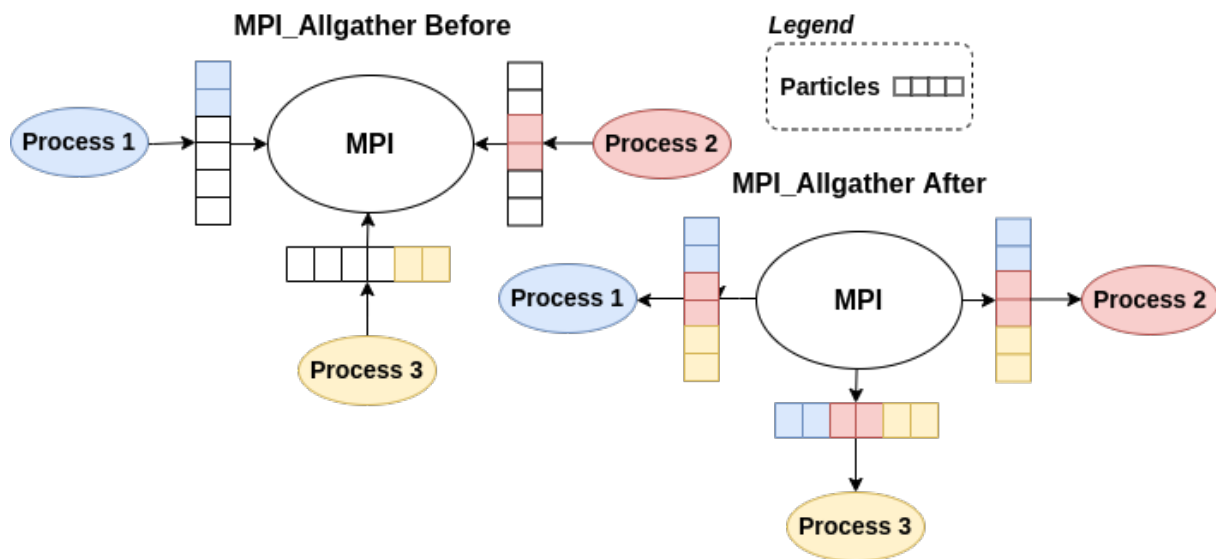 MPI_Allgather Before
Legend
Particles
Process 1
MPI
Process 2
Process 3
MPI_Allgather After
Process 1
MPI
Process 2
Process 3